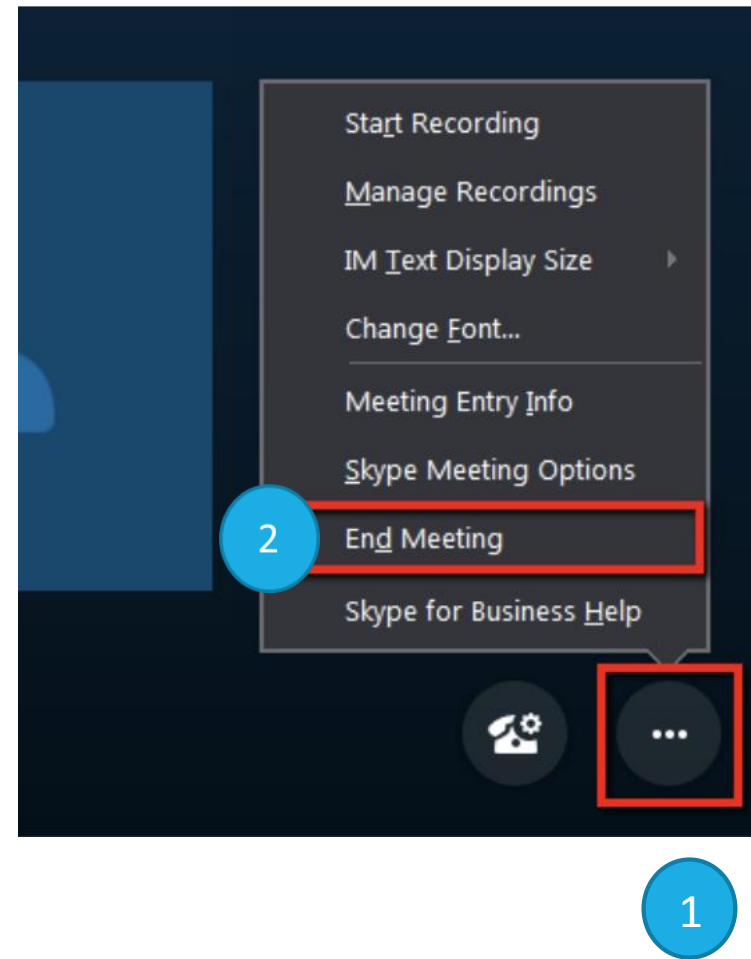 Start Recording
Manage Recordings
IM Text Display Size
Change Font...
Meeting Entry Info
Skype Meeting Options
2
End Meeting
Skype for Business Help
1